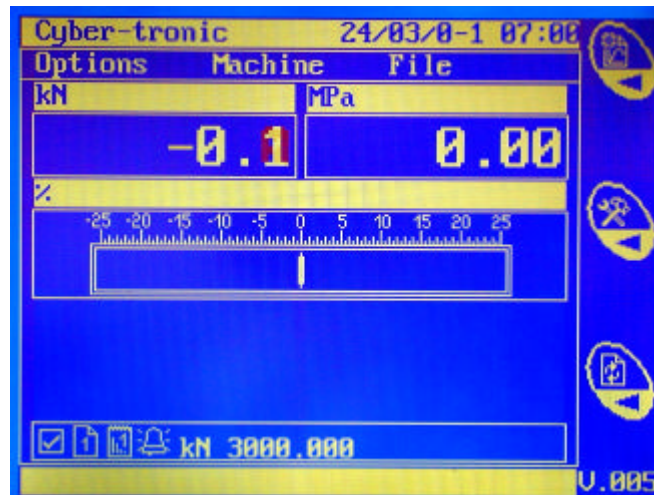 Cyber-tronic 24/03/0-1 07:00
Options Machine File
kN MPa
-0.1 0.00
%
-25 -20 -15 -10 -5 0 5 10 15 20 25
kN 3000.000
V.005